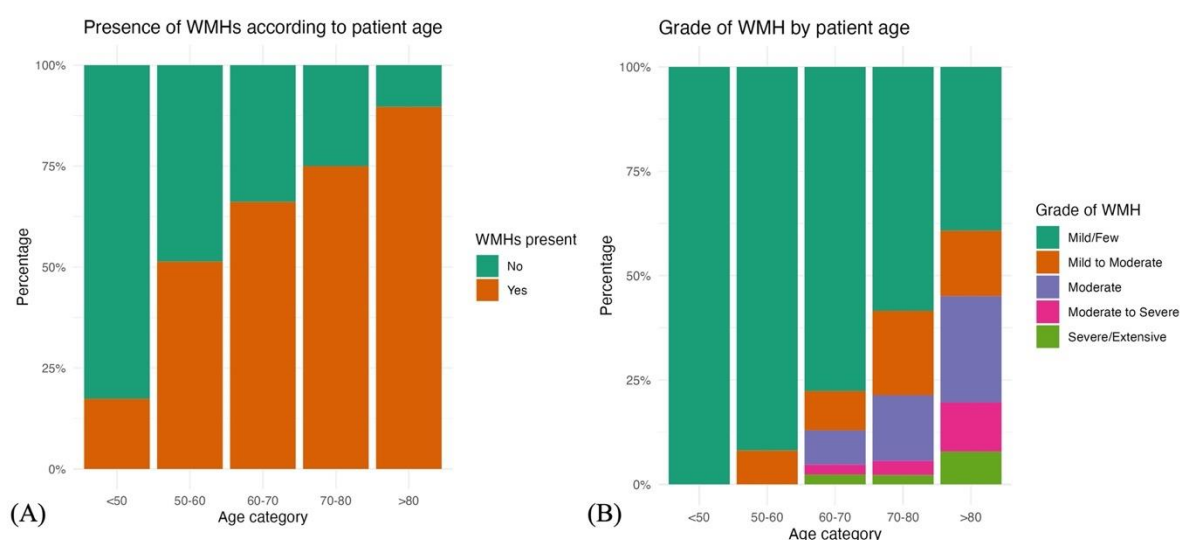 Presence of WMHs according to patient age
100%
75%
50%
25%
0%
Percentage
<50
50-60
60-70
70-80
>80
Age category
WMHs present
No
Yes
(A)
Grade of WMH by patient age
100%
75%
50%
25%
0%
Percentage
<50
50-60
60-70
70-80
>80
Age category
Grade of WMH
Mild/Few
Mild to Moderate
Moderate
Moderate to Severe
Severe/Extensive
(B)